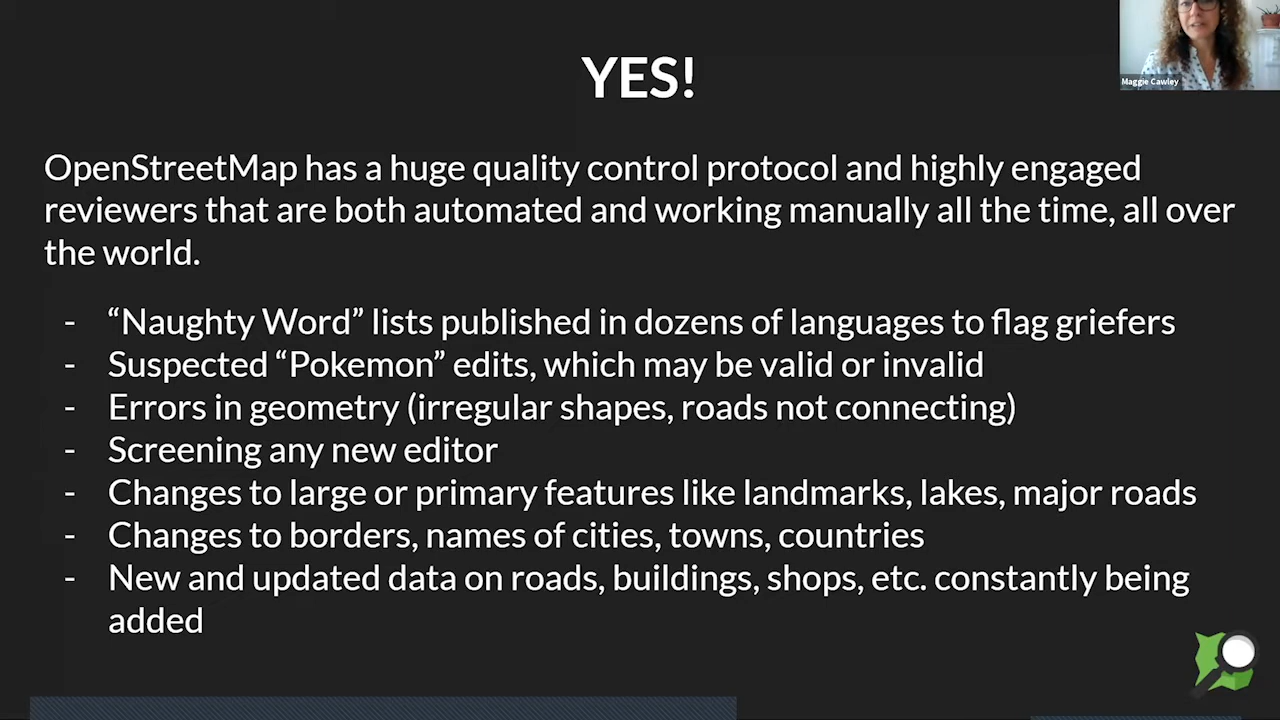 Maggie Cawley
YES!
OpenStreetMap has a huge quality control protocol and highly engaged
reviewers that are both automated and working manually all the time, all over
the world.
- “Naughty Word” lists published in dozens of languages to flag griefers
- Suspected “Pokemon” edits, which may be valid or invalid
- Errors in geometry (irregular shapes, roads not connecting)
- Screening any new editor
- Changes to large or primary features like landmarks, lakes, major roads
- Changes to borders, names of cities, towns, countries
- New and updated data on roads, buildings, shops, etc. constantly being
added